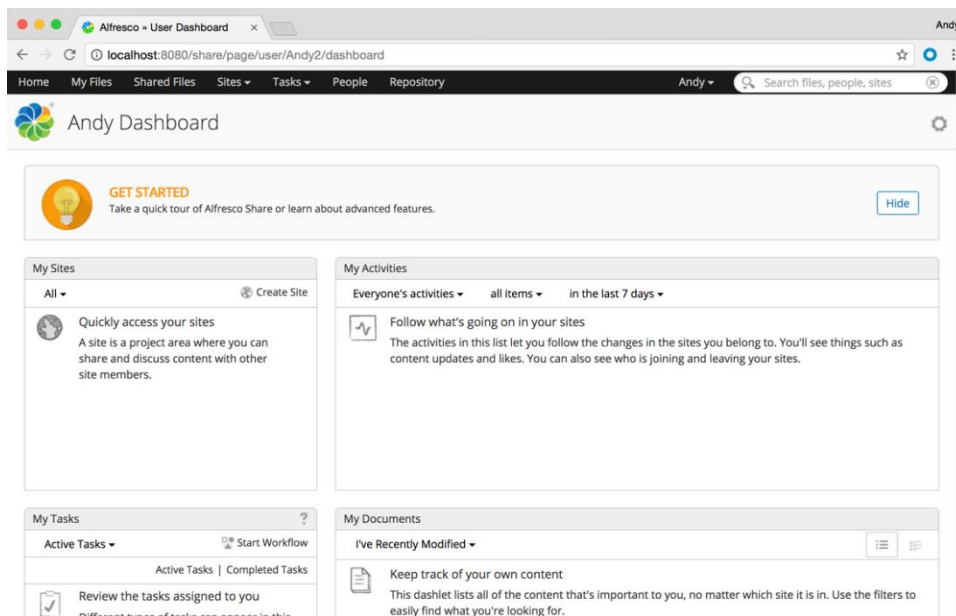 Alfresco » User Dashboard
Andy
localhost:8080/share/page/user/Andy2/dashboard
Home My Files Shared Files Sites Tasks People Repository Andy Search files, people, sites
Andy Dashboard
GET STARTED
Take a quick tour of Alfresco Share or learn about advanced features.
Hide
My Sites
All Create Site
Quickly access your sites
A site is a project area where you can
share and discuss content with other
site members.
My Activities
Everyone's activities all items in the last 7 days
Follow what's going on in your sites
The activities in this list let you follow the changes in the sites you belong to. You'll see things such as
content updates and likes. You can also see who is joining and leaving your sites.
My Tasks ?
Active Tasks Start Workflow
Active Tasks | Completed Tasks
Review the tasks assigned to you
Different types of tasks can appear in this
My Documents
I've Recently Modified
Keep track of your own content
This dashlet lists all of the content that's important to you, no matter which site it is in. Use the filters to
easily find what you're looking for.